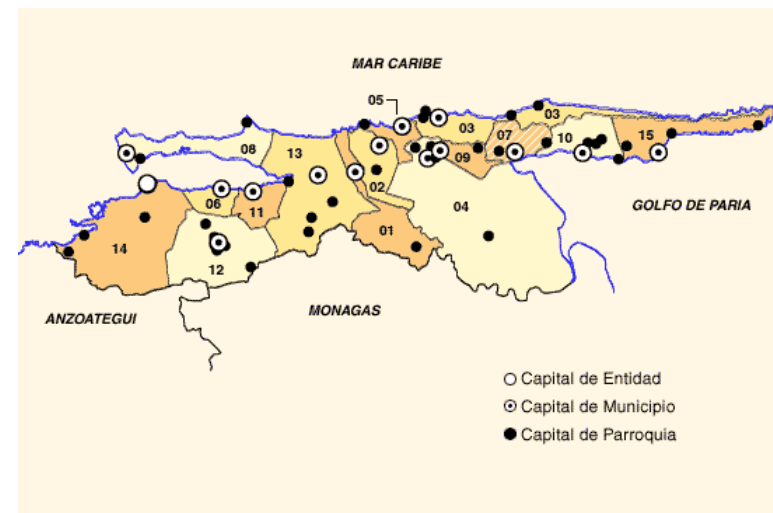 MAR CARIBE
05
03
03
07
10
15
08
13
09
02
06
11
04
GOLFO DE PARIA
01
14
12
MONAGAS
ANZOATEGUI
Capital de Entidad
Capital de Municipio
Capital de Parroquia